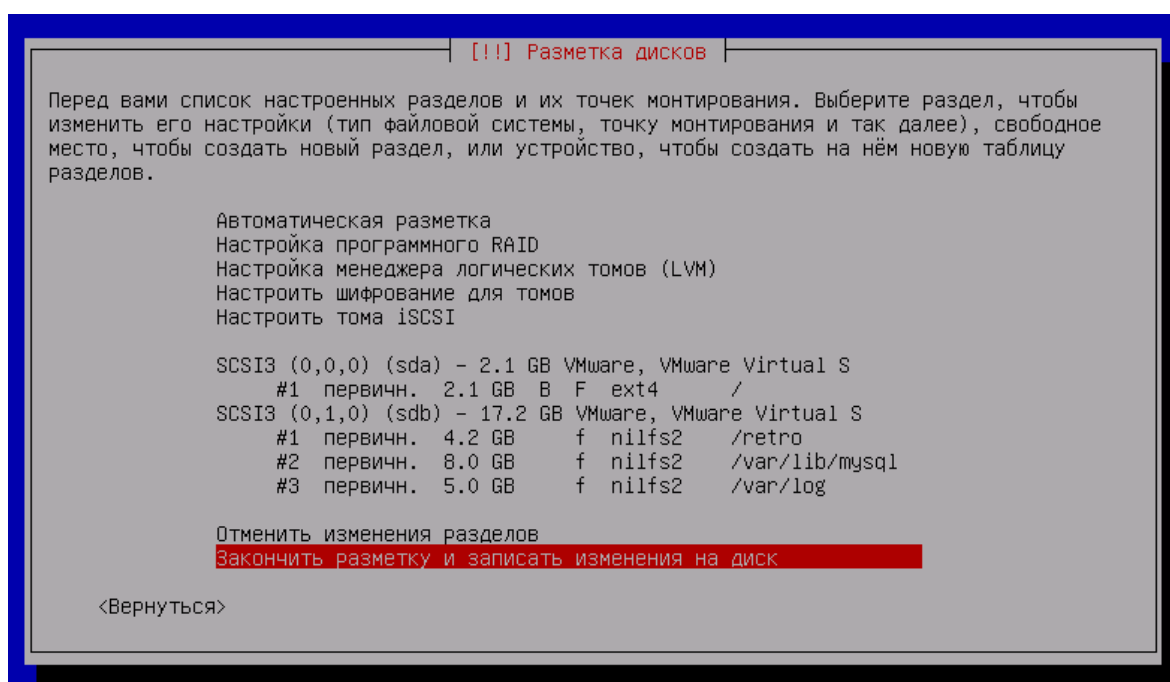 [!!] Разметка дисков
Перед вами список настроенных разделов и их точек монтирования. Выберите раздел, чтобы
изменить его настройки (тип файловой системы, точку монтирования и так далее), свободное
место, чтобы создать новый раздел, или устройство, чтобы создать на нём новую таблицу
разделов.
Автоматическая разметка
Настройка программного RAID
Настройка менеджера логических томов (LVM)
Настроить шифрование для томов
Настроить тома iSCSI
SCSI3 (0,0,0) (sda) – 2.1 GB VMware, VMware Virtual S
#1 первичн. 2.1 GB B F ext4 /
SCSI3 (0,1,0) (sdb) – 17.2 GB VMware, VMware Virtual S
#1 первичн. 4.2 GB f nilfs2 /retro
#2 первичн. 8.0 GB f nilfs2 /var/lib/mysql
#3 первичн. 5.0 GB f nilfs2 /var/log
Отменить изменения разделов
Закончить разметку и записать изменения на диск
<Вернуться>